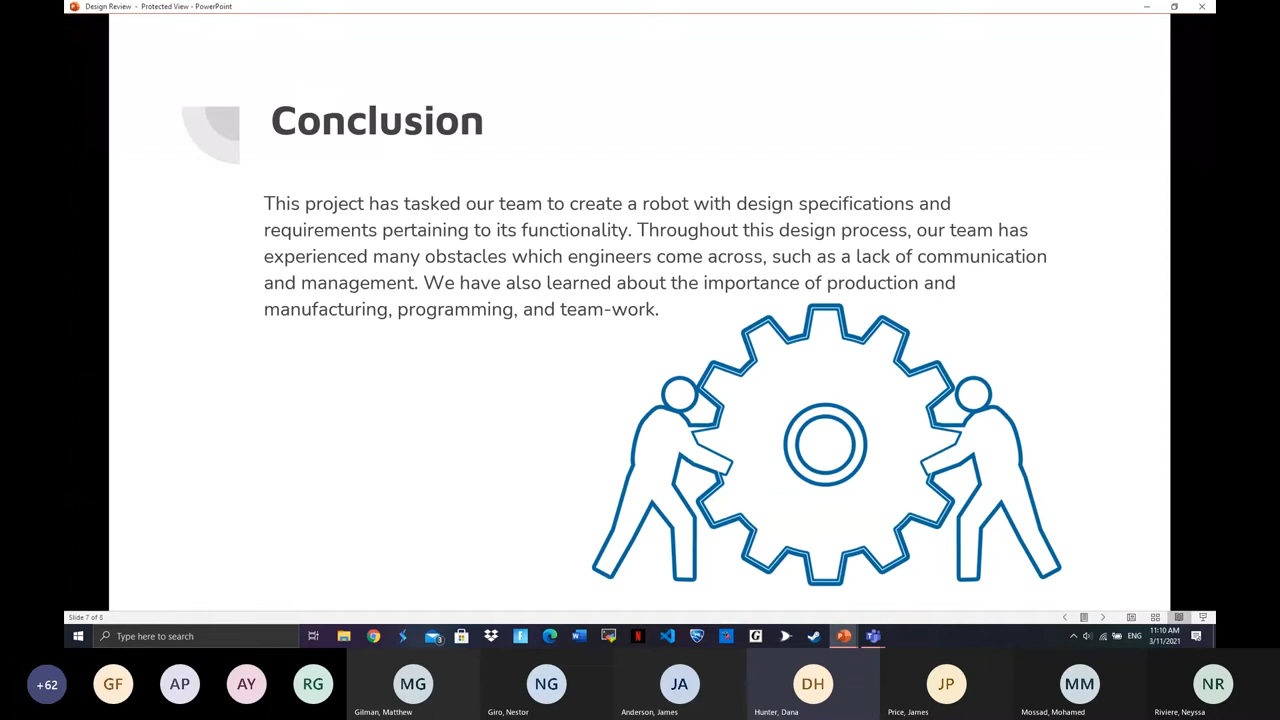 Design Review - Protected View - PowerPoint
Conclusion
This project has tasked our team to create a robot with design specifications and
requirements pertaining to its functionality. Throughout this design process, our team has
experienced many obstacles which engineers come across, such as a lack of communication
and management. We have also learned about the importance of production and
manufacturing, programming, and team-work.
Slide 7 of 8
Type here to search
3
ENG
11:10 AM
3/11/2021
+62
GF
AP
AY
RG
MG
NG
JA
DH
JP
MM
NR
Gilman, Matthew
Giro, Nestor
Anderson, James
Hunter, Dana
Price, James
Mossad, Mohamed
Riviere, Neyssa